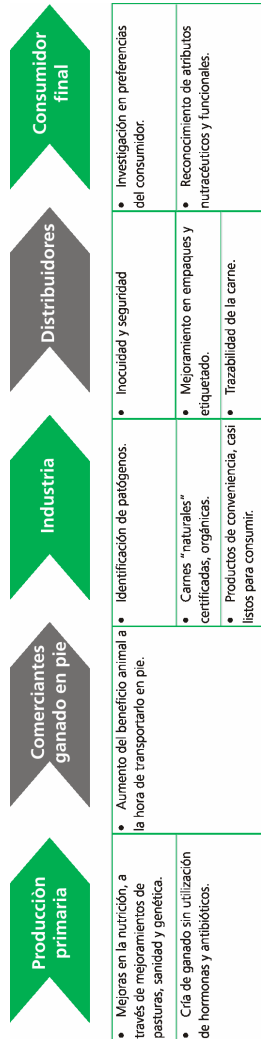 Producciòn
primaria
Comerciantes
ganado en pie
Industria
Distribuidores
Consumidor
final
• Mejoras en la nutrición, a
través de mejoramientos de
pasturas, sanidad y genética.
• Cría de ganado sin utilización
de hormonas y antibióticos.
• Aumento del beneficio animal a
la hora de transportarlo en pie.
• Identificación de patógenos.
• Carnes “naturales”
certificadas, orgánicas.
• Productos de conveniencia, casi
listos para consumir.
• Inocuidad y seguridad
• Mejoramiento en empaques y
etiquetado.
• Trazabilidad de la carne.
• Investigación en preferencias
del consumidor.
• Reconocimiento de atributos
nutracéuticos y funcionales.